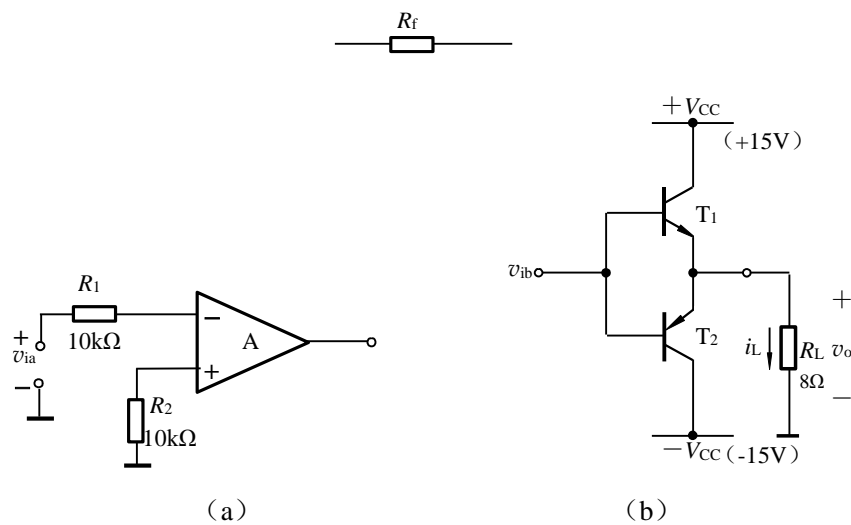 Rf
＋VCC
（+15V）
T1
R1
vib
＋
－
＋
10kΩ
A
T2
iL
RL
vo
via
＋
8Ω
－
R2
－
10kΩ
－VCC（-15V）
（a）
（b）